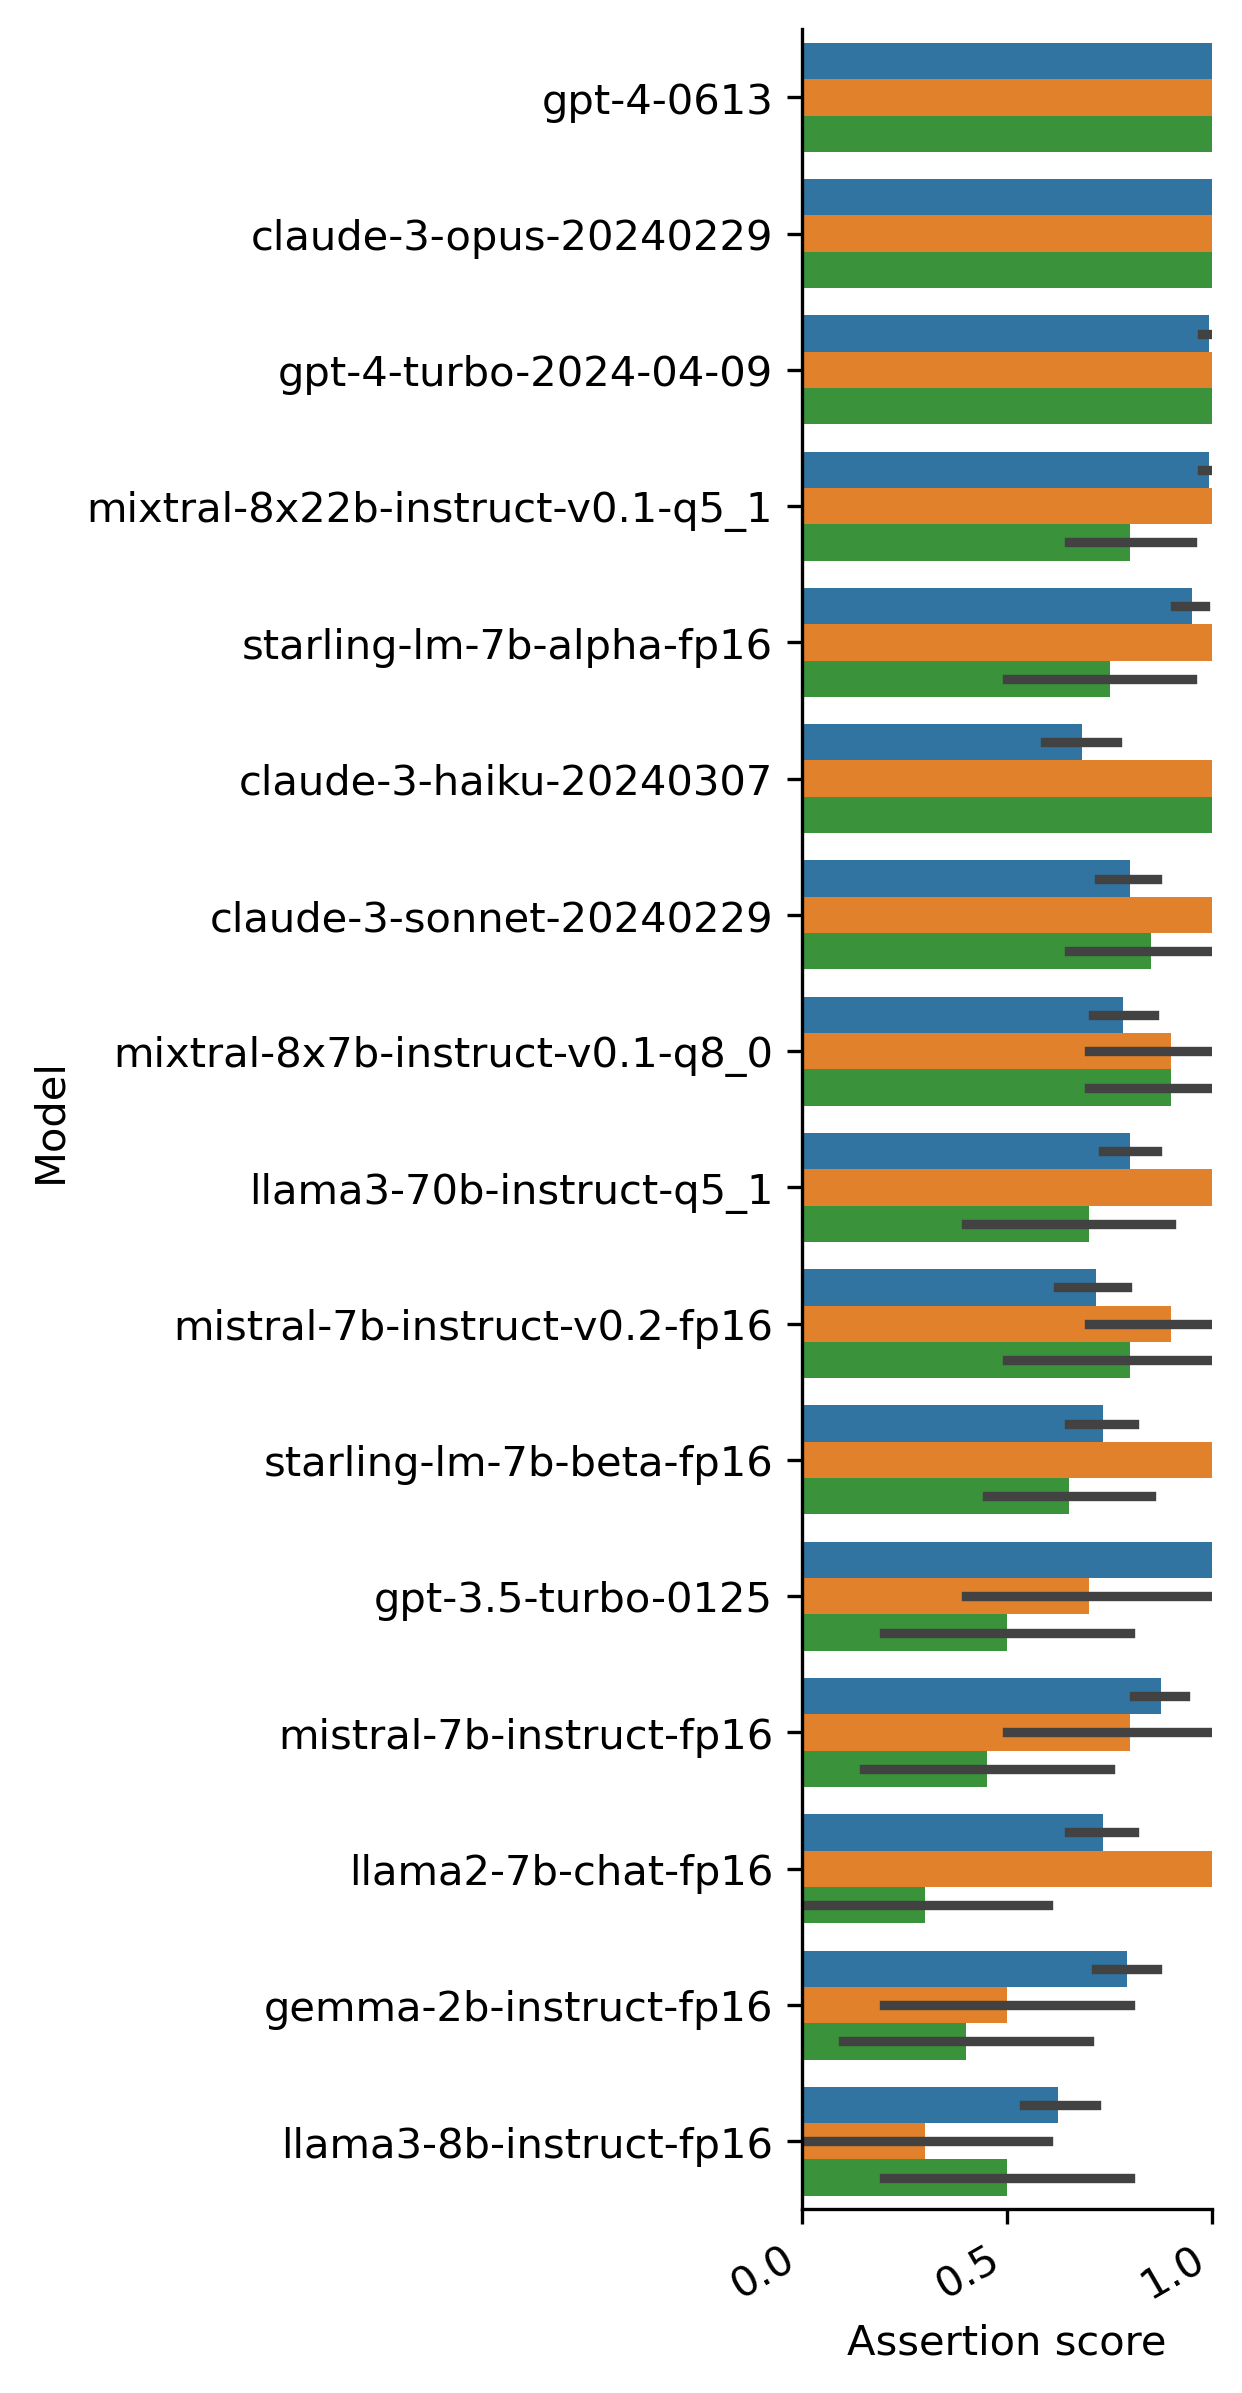 gpt-4-0613
claude-3-opus-20240229
gpt-4-turbo-2024-04-09
mixtral-8x22b-instruct-v0.1-q5_1
starling-lm-7b-alpha-fp16
claude-3-haiku-20240307
claude-3-sonnet-20240229
mixtral-8x7b-instruct-v0.1-q8_0
llama3-70b-instruct-q5_1
mistral-7b-instruct-v0.2-fp16
starling-lm-7b-beta-fp16
gpt-3.5-turbo-0125
mistral-7b-instruct-fp16
llama2-7b-chat-fp16
gemma-2b-instruct-fp16
llama3-8b-instruct-fp16
Model
0.0
0.5
1.0
Assertion score